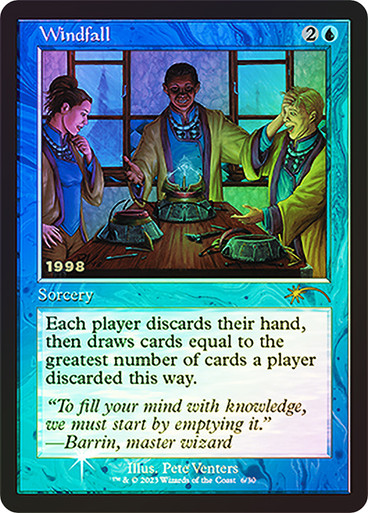 Windfall 2
1998
Sorcery
Each player discards their hand,
then draws cards equal to the
greatest number of cards a player
discarded this way.
“To fill your mind with knowledge,
we must start by emptying it.”
—Barrin, master wizard
Illus. Pete Venters
™ & © 2023 Wizards of the Coast 6/30